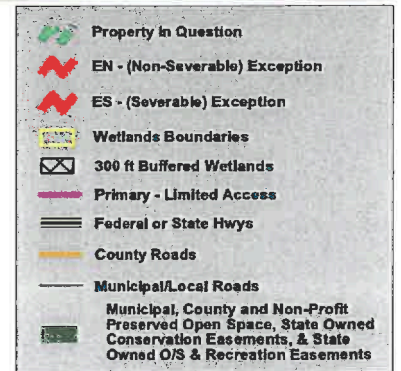 Property In Question
EN - (Non-Severable) Exception
ES - (Severable) Exception
Wetlands Boundaries
300 ft Buffered Wetlands
Primary - Limited Access
Federal or State Hwys
County Roads
Municipal/Local Roads
Municipal, County and Non-Profit
Preserved Open Space, State Owned
Conservation Easements, & State
Owned O/S & Recreation Easements